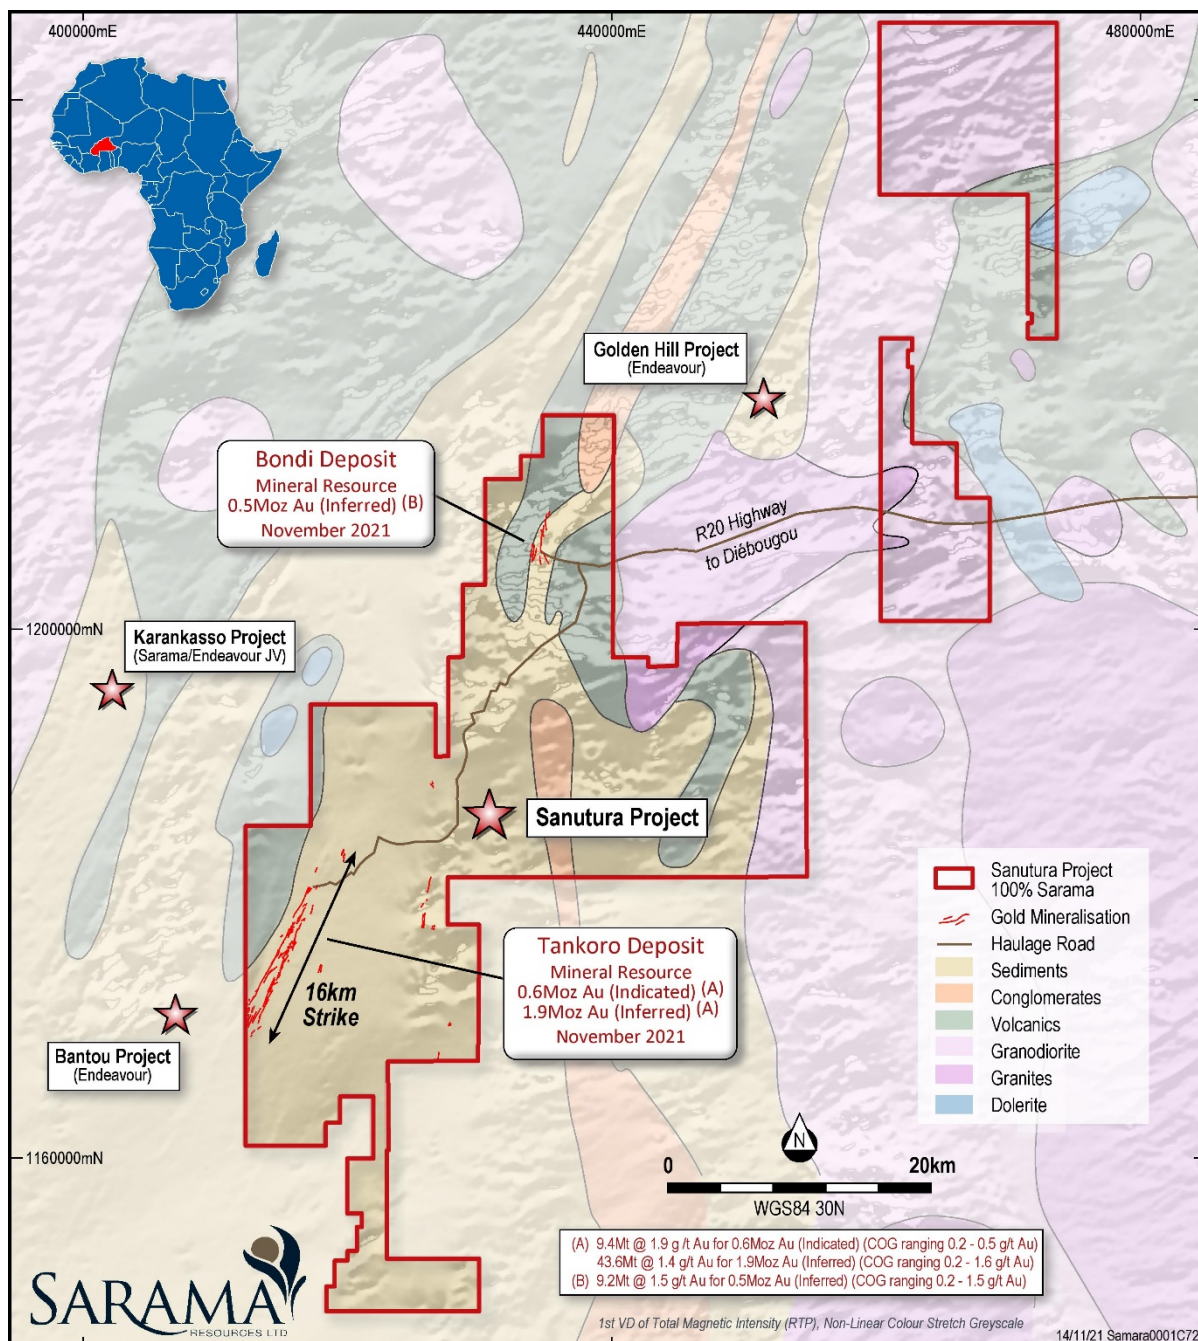 400000mE
440000mE
480000mE
Golden Hill Project
(Endeavour)
Bondi Deposit
Mineral Resource
0.5Moz Au (Inferred) (B)
November 2021
R20 Highway
to Diébougou
1200000mN
Karankasso Project
(Sarama/Endeavour JV)
Sanutura Project
Sanutura Project
100% Sarama
Gold Mineralisation
Haulage Road
Sediments
Conglomerates
Volcanics
Granodiorite
Granites
Dolerite
Tankoro Deposit
Mineral Resource
0.6Moz Au (Indicated) (A)
1.9Moz Au (Inferred) (A)
November 2021
16km
Strike
Bantou Project
(Endeavour)
1160000mN
N
0
20km
WGS84 30N
(A) 9.4Mt @ 1.9 g /t Au for 0.6Moz Au (Indicated) (COG ranging 0.2 - 0.5g/t Au)
43.6Mt @ 1.4 g/t Au for 1.9Moz Au (Inferred) (COG ranging 0.2 - 1.6g/t Au)
(B) 9.2Mt @ 1.5 g/t Au for 0.5Moz Au (Inferred) (COG ranging 0.2 - 1.5g/t Au)
SARAMA
RESOURCES LTD
1st VD of Total Magnetic Intensity (RTP), Non-Linear Colour Stretch Greyscale
14/11/21 Samara0001C72